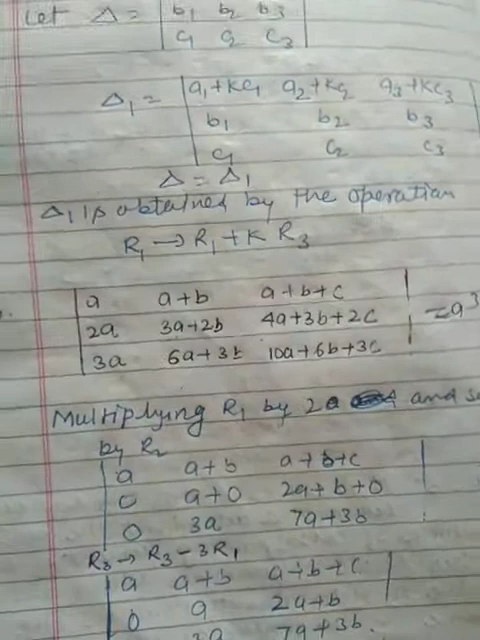 Let Δ = | b1 b2 b3 |
| c1 c2 c3 |
Δ1 = | a1+kc1 a2+kc2 a3+kc3 |
| b1 b2 b3 |
| c1 c2 c3 |
Δ = Δ1
Δ1 is obtained by the operation
R1 → R1 + K R3
| a a+b a+b+c |
| 2a 3a+2b 4a+3b+2c | = a³
| 3a 6a+3b 10a+6b+3c |
Multiplying R1 by 2 and
by R2
| a a+b a+b+c |
| 0 a+0 2a+b+0 |
| 0 3a 7a+3b |
R3 → R3 - 3R1
| a a+b a+b+c |
| 0 a 2a+b |
3a 7a+3b